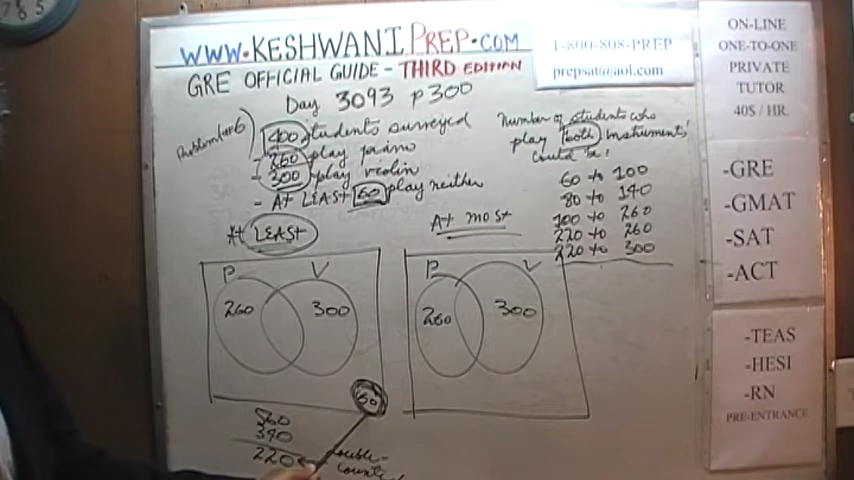 WWW.KESHWANIPREP.COM
GRE OFFICIAL GUIDE - THIRD EDITION
Day 3093 p300
1-800-808-PREP
prepsat@aol.com
Problem #6
400 students surveyed
- 260 play piano
- 300 play violin
- At LEAST 60 play neither
Number of students who
play both instruments,
could be:
60 to 100
80 to 140
100 to 260
220 to 260
220 to 300
At LEAST
P V
260 300
60
560
340
220
double-
counted
At most
P V
260 300
ON-LINE
ONE-TO-ONE
PRIVATE
TUTOR
40$ / HR.
-GRE
-GMAT
-SAT
-ACT
-TEAS
-HESI
-RN
PRE-ENTRANCE